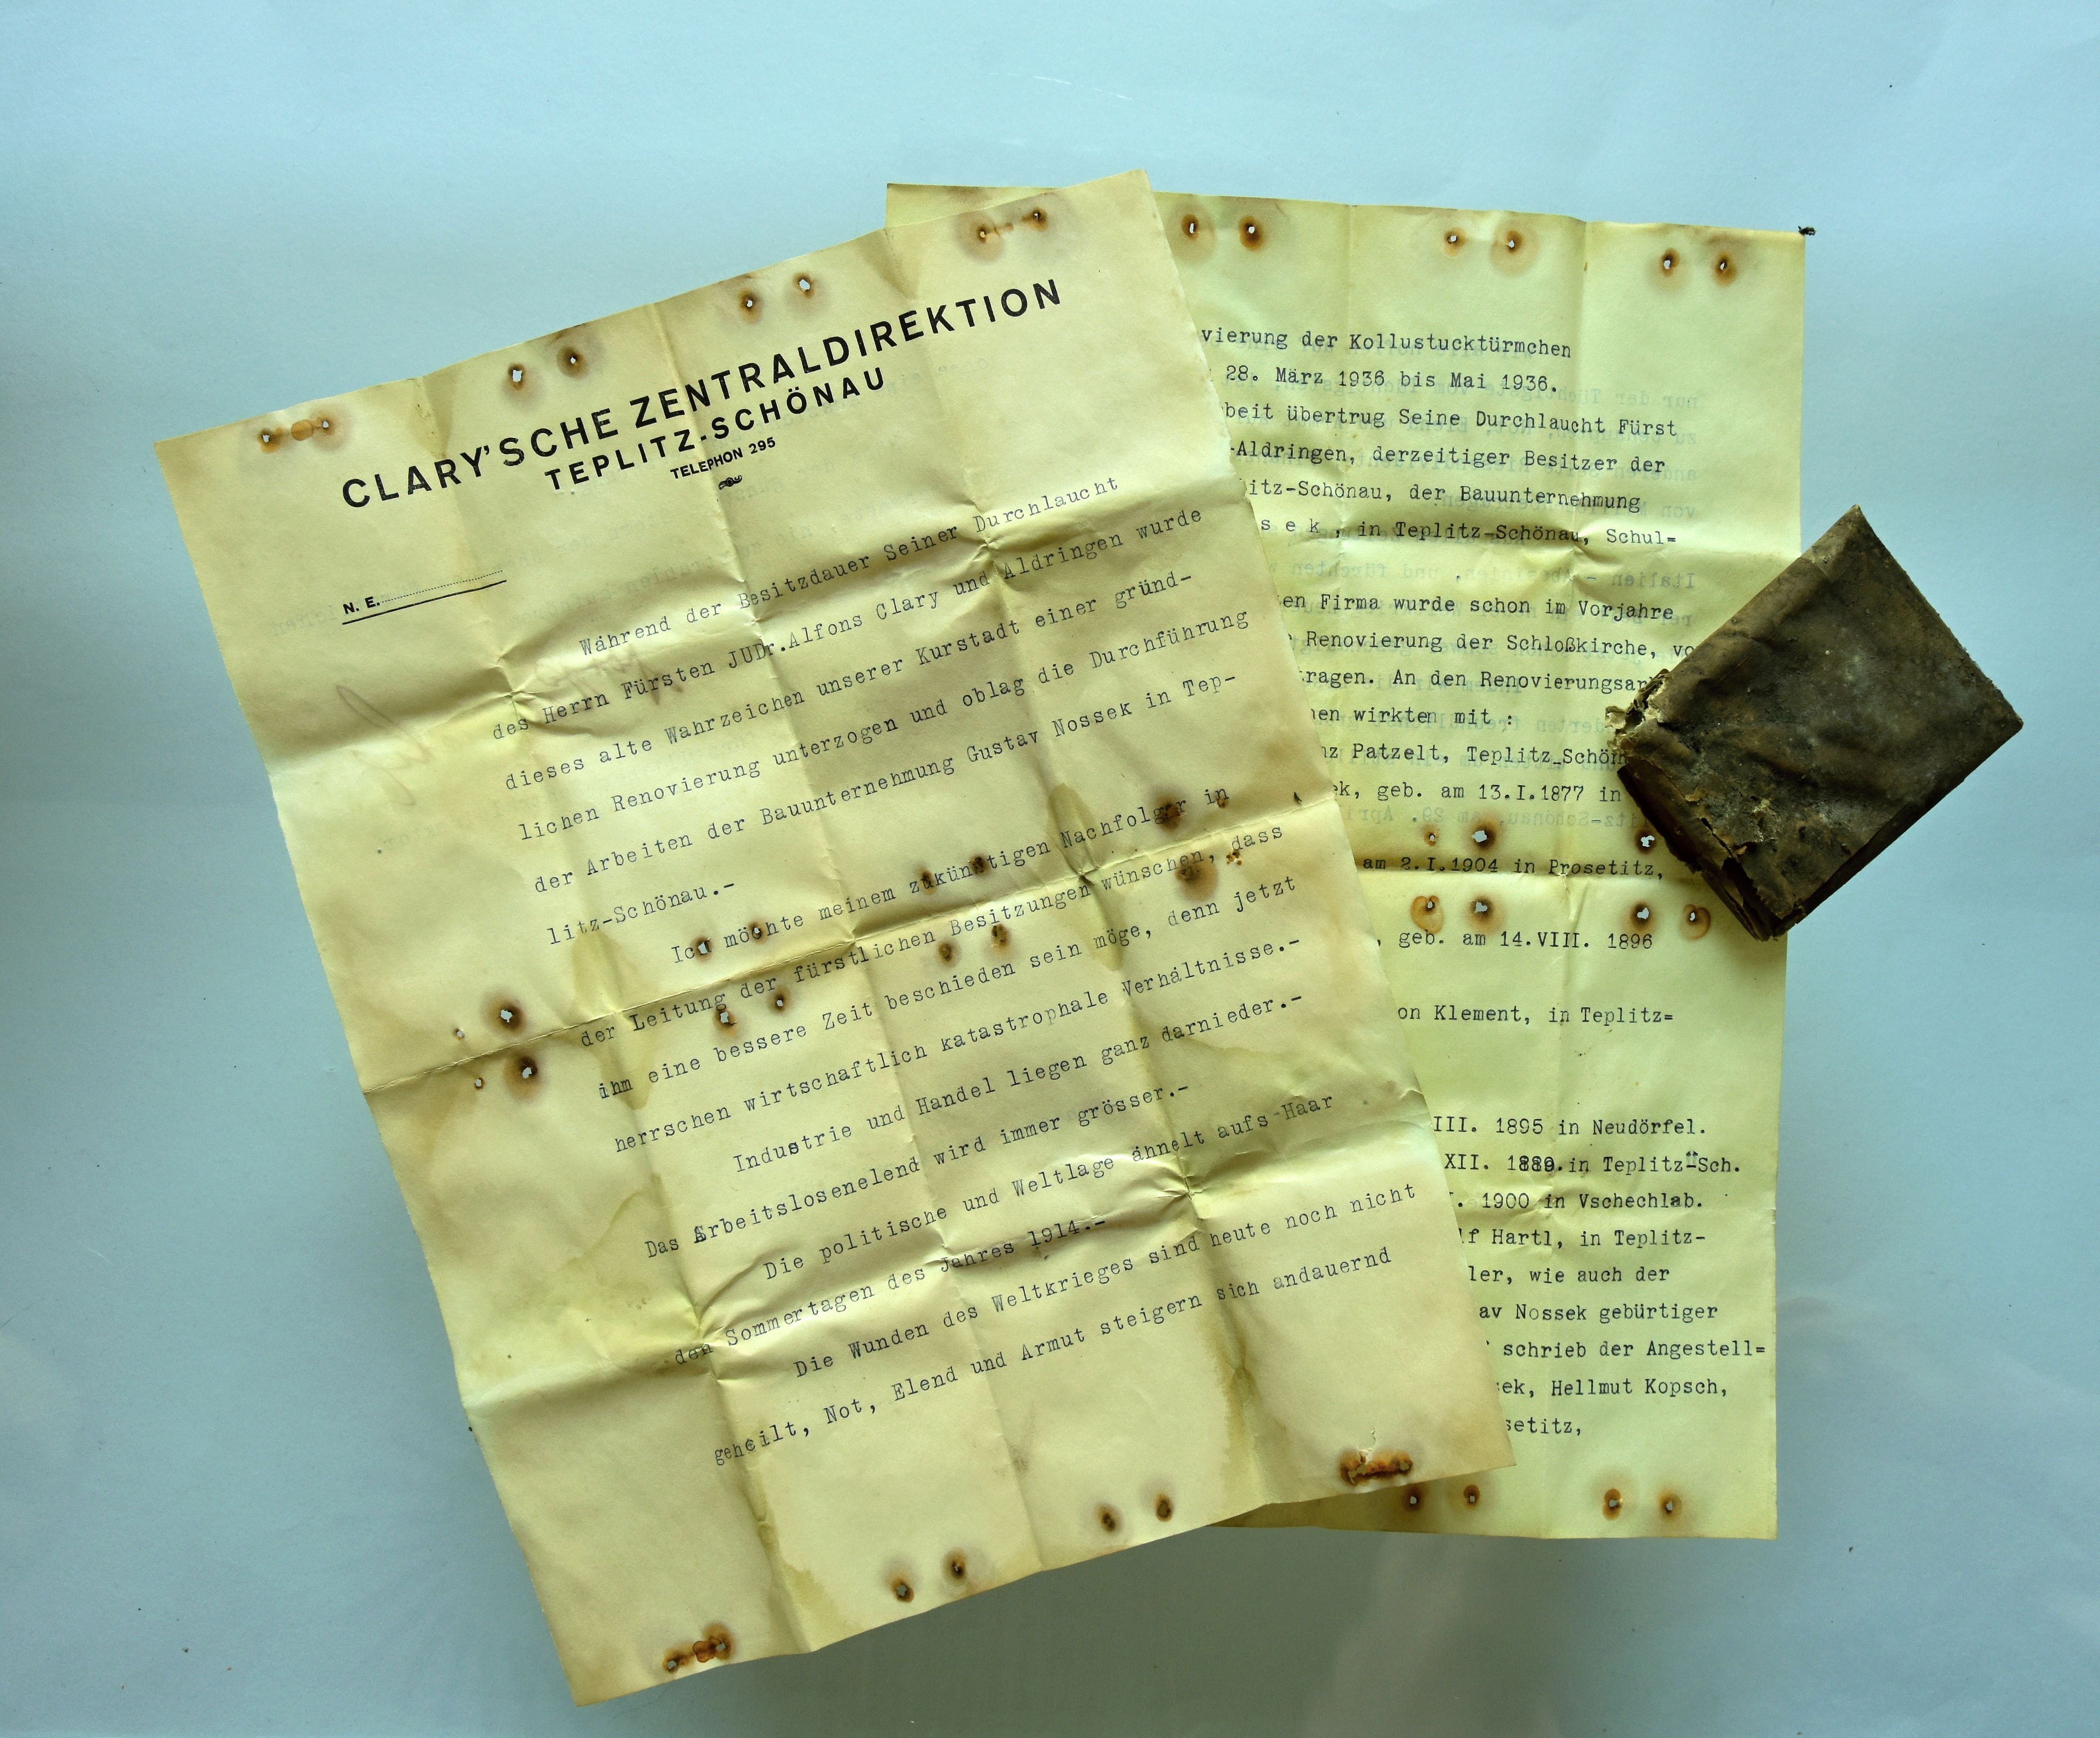 CLARY'SCHE ZENTRALDIREKTION
TEPLITZ-SCHÖNAU
TELEPHON 295
N. E.
Während der Besitzdauer Seiner Durchlaucht
des Herrn Fürsten JUDr.Alfons Clary und Aldringen wurde
dieses alte Wahrzeichen unserer Kurstadt einer gründ-
lichen Renovierung unterzogen und oblag die Durchführung
der Arbeiten der Bauunternehmung Gustav Nossek in Tep-
litz-Schönau.-
Ich möchte meinem zukünftigen Nachfolger in
der Leitung der fürstlichen Besitzungen wünschen, dass
ihm eine bessere Zeit beschieden sein möge, denn jetzt
herrschen wirtschaftlich katastrophale Verhältnisse.-
Industrie und Handel liegen ganz darnieder.-
Das Arbeitslosenelend wird immer grösser.-
Die politische und Weltlage ähnelt aufs Haar
den Sommertagen des Jahres 1914.-
Die Wunden des Weltkrieges sind heute noch nicht
geheilt, Not, Elend und Armut steigern sich andauernd
vierung der Kollustucktürmchen
28. März 1936 bis Mai 1936.
beit übertrug Seine Durchlaucht Fürst
-Aldringen, derzeitiger Besitzer der
itz-Schönau, der Bauunternehmung
s e k , in Teplitz-Schönau, Schul=
en Firma wurde schon im Vorjahre
Renovierung der Schloßkirche, vo
tragen. An den Renovierungsar
en wirkten mit :
nz Patzelt, Teplitz_Schön
ek, geb. am 13.I.1877 in
am 2.I.1904 in Prosetitz,
, geb. am 14.VIII. 1896
on Klement, in Teplitz=
III. 1895 in Neudörfel.
XII. 1889.in Teplitz-Sch.
. 1900 in Vschechlab.
lf Hartl, in Teplitz-
ler, wie auch der
av Nossek gebürtiger
schrieb der Angestell=
sek, Hellmut Kopsch,
setitz,